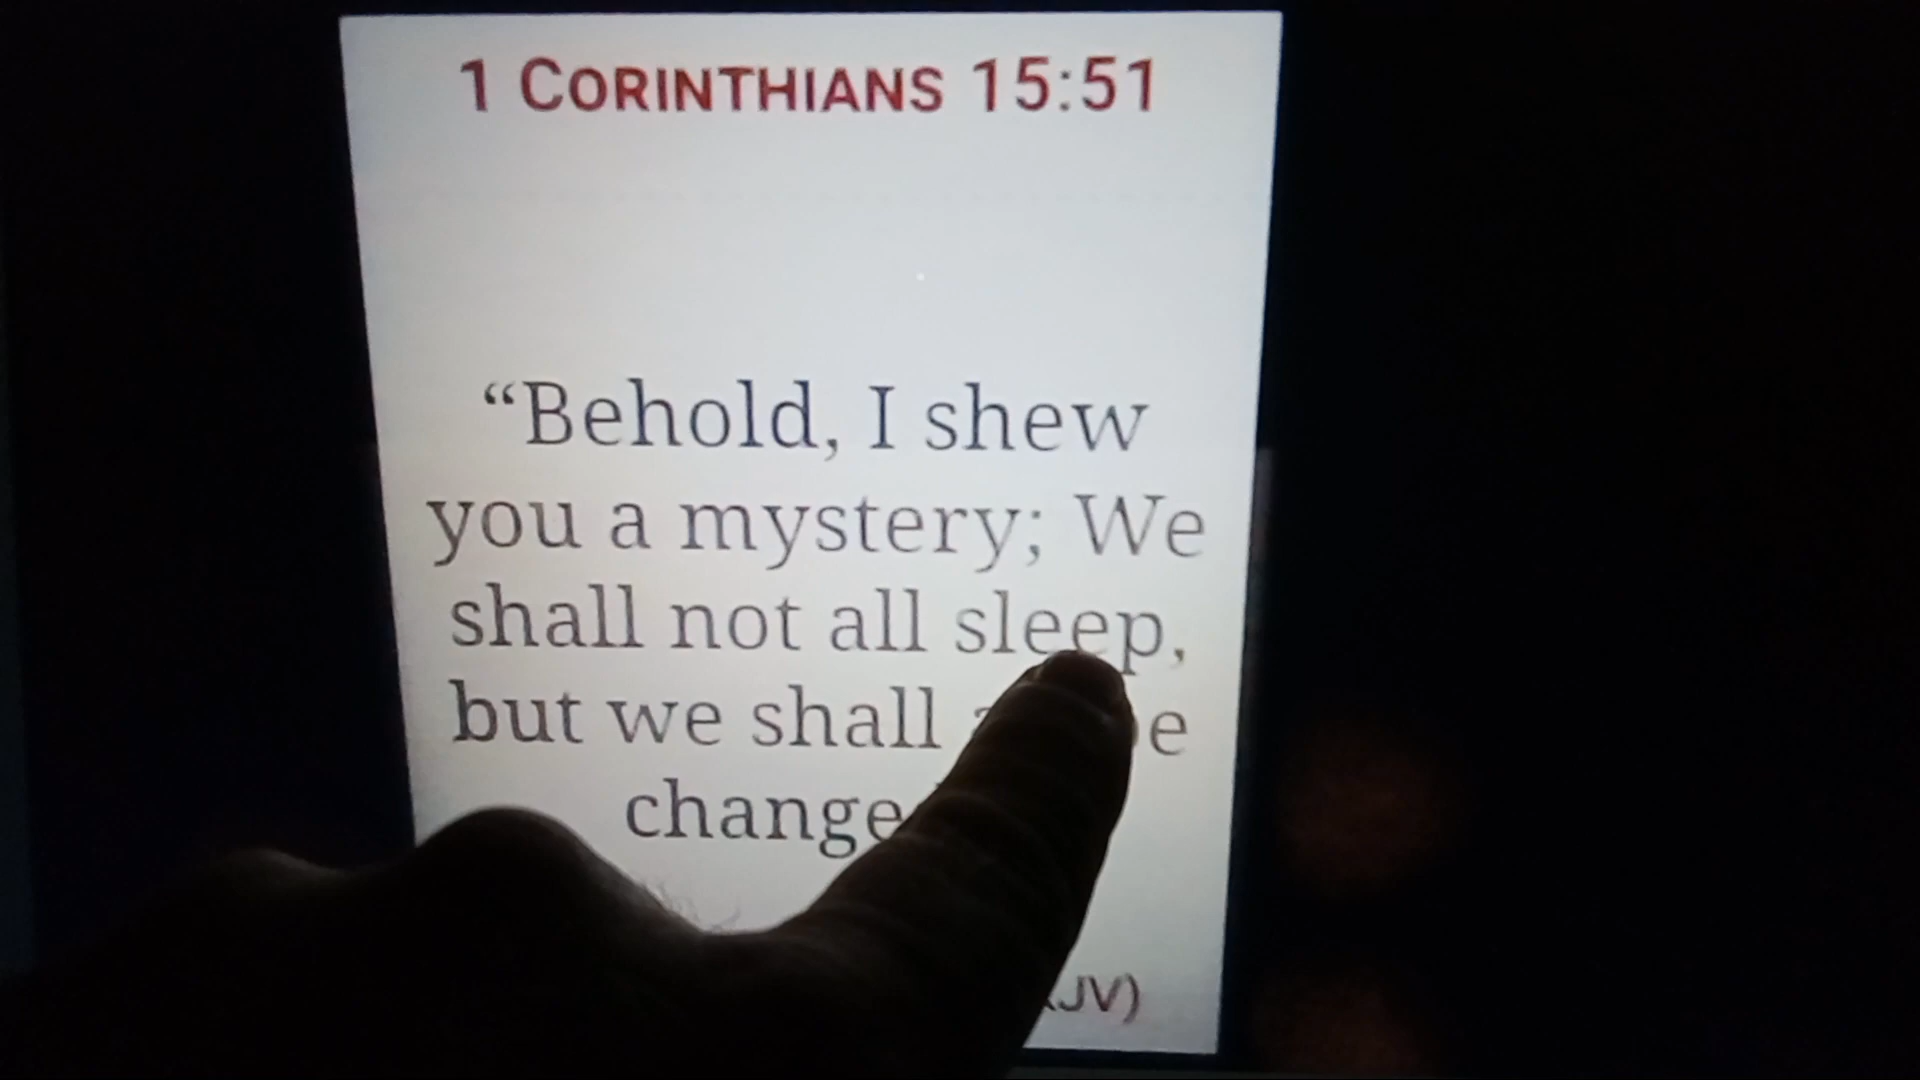 1 CORINTHIANS 15:51
“Behold, I shew
you a mystery; We
shall not all sleep,
but we shall
change
JV)